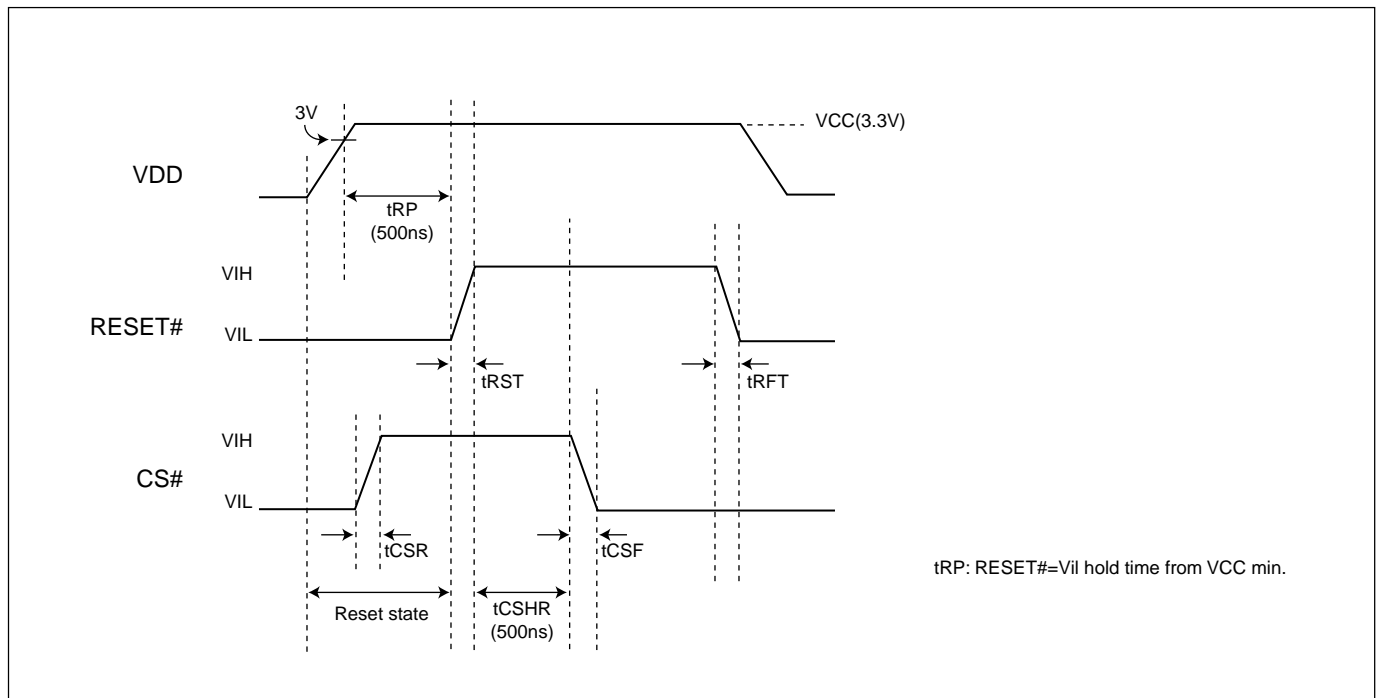 3V
VCC(3.3V)
VDD
tRP
(500ns)
VIH
RESET#
VIL
tRST
tRFT
VIH
CS#
VIL
tCSR
tCSF
tRP: RESET#=Vil hold time from VCC min.
Reset state
tCSHR
(500ns)